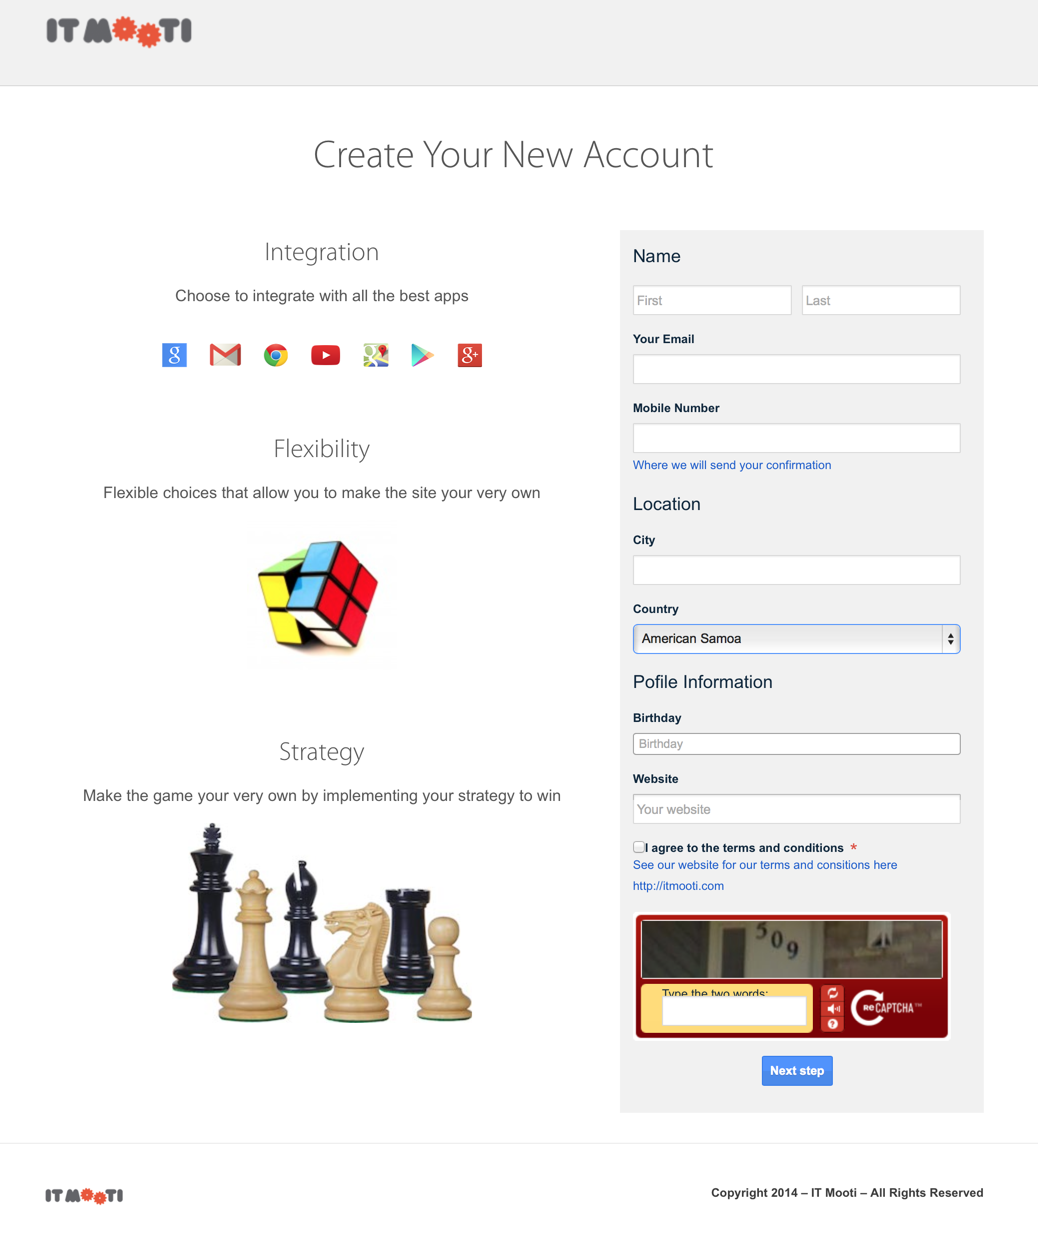 IT MOOTI
Create Your New Account
Integration
Choose to integrate with all the best apps
g
g+
Flexibility
Flexible choices that allow you to make the site your very own
Strategy
Make the game your very own by implementing your strategy to win
Name
First Last
Your Email
Mobile Number
Where we will send your confirmation
Location
City
Country
American Samoa
Pofile Information
Birthday
Birthday
Website
Your website
I agree to the terms and conditions *
See our website for our terms and consitions here
http://itmooti.com
509
Type the two words:
reCAPTCHA™
?
Next step
IT MOOTI
Copyright 2014 – IT Mooti – All Rights Reserved